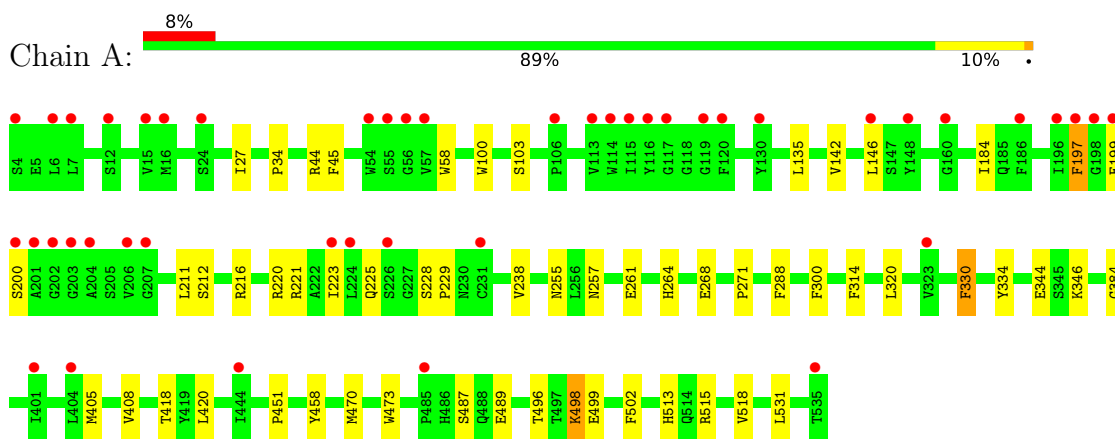 8%
Chain A:
89%
10%
•
S4 E5 L6 L7 S12 V15 M16 S24 I27 P34 R44 F45 W54 S55 G56 V57 W58 W100 S103 P106 V113 W114 I115 Y116 G117 G118 G119 F120 Y130 L135 V142 L146 S147 Y148 G160 I184 Q185 F186 I196 F197 G198
S200 A201 G202 G203 A204 S205 V206 G207 L211 S212 R216 R220 R221 A222 I223 L224 Q225 S226 G227 S228 P229 N230 C231 V238 N255 L256 N257 E261 H264 E268 P271 F288 F300 F314 L320 V323 F330 Y334 E344 S345 K346
I401 L404 M405 V408 T418 Y419 L420 I444 P451 Y458 M470 W473 P485 H486 S487 Q488 E489 T496 T497 K498 E499 F502 H513 Q514 R515 V518 L531 T535